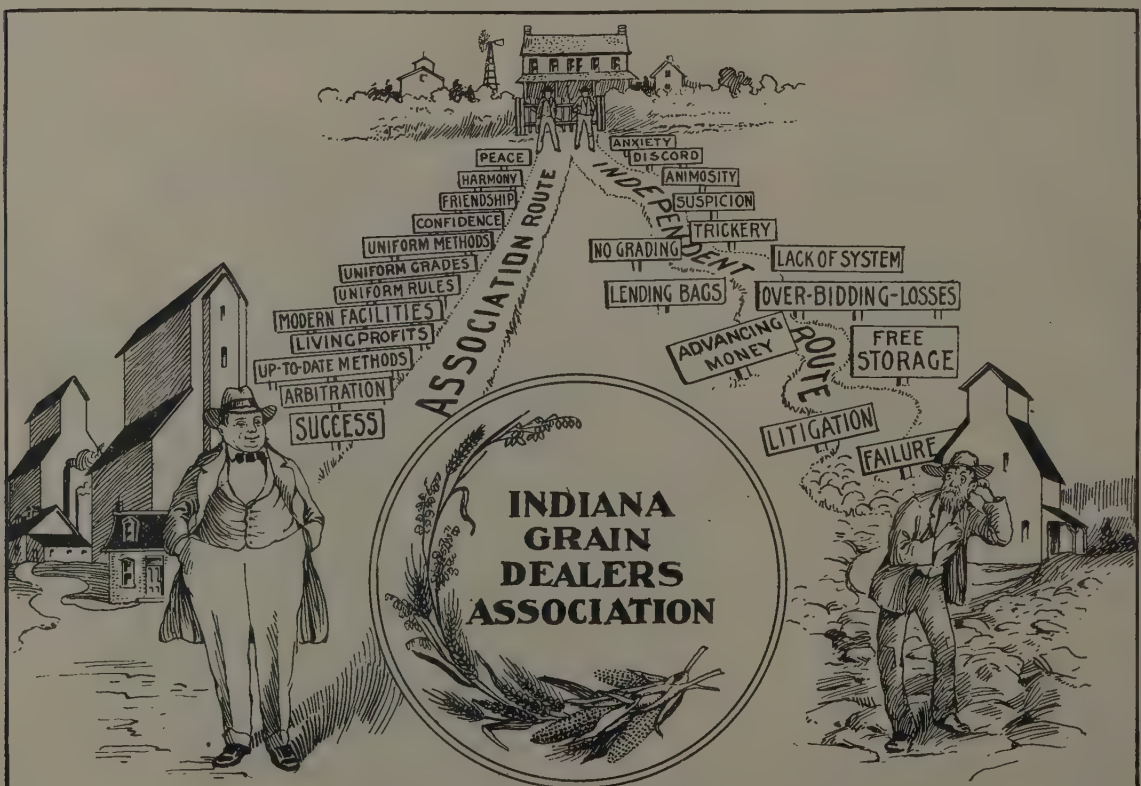 PEACE
HARMONY
FRIENDSHIP
CONFIDENCE
UNIFORM METHODS
UNIFORM GRADES
UNIFORM RULES
MODERN FACILITIES
LIVING PROFITS
UP-TO-DATE METHODS
ARBITRATION
SUCCESS
ASSOCIATION ROUTE
INDEPENDENT
ROUTE
ANXIETY
DISCORD
ANIMOSITY
SUSPICION
TRICKERY
NO GRADING
LACK OF SYSTEM
LENDING BAGS
OVER-BIDDING-LOSSES
ADVANCING
MONEY
FREE
STORAGE
LITIGATION
FAILURE
INDIANA
GRAIN
DEALERS
ASSOCIATION